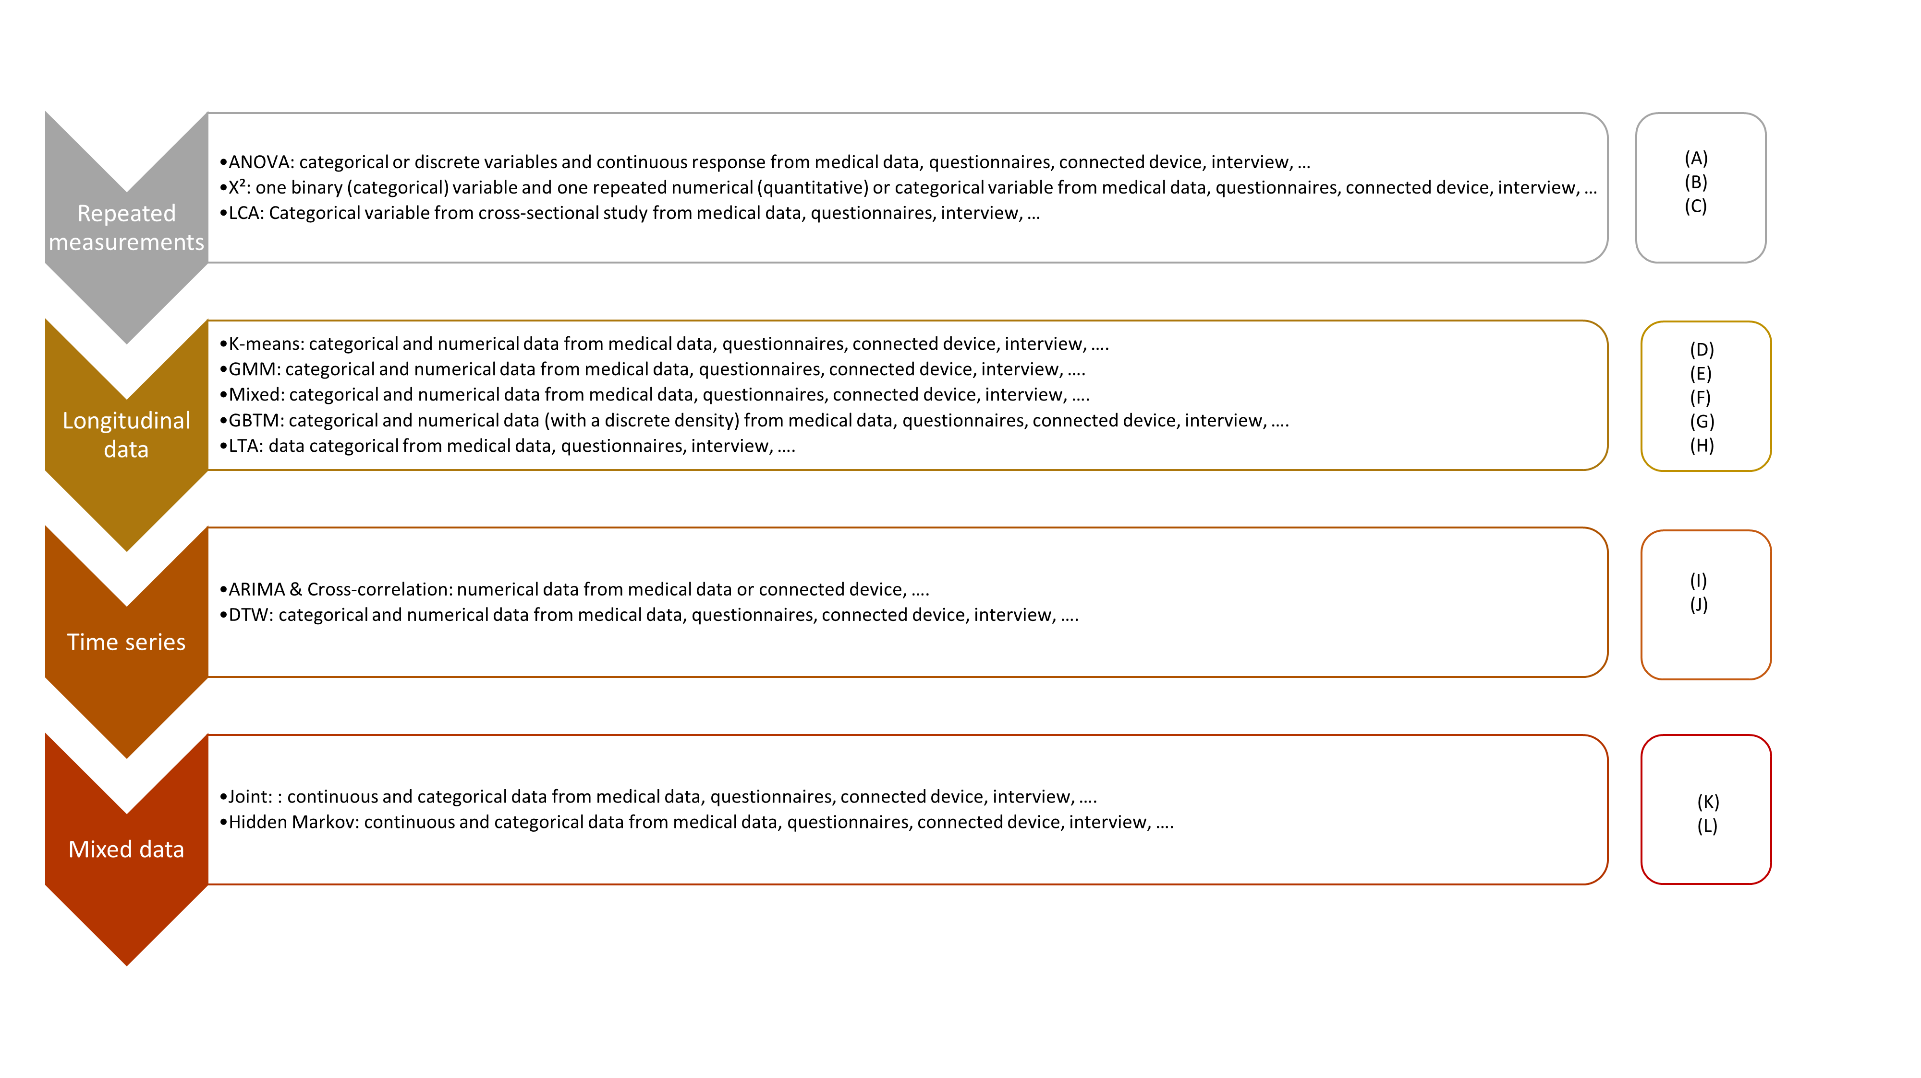 Repeated
measurements
•ANOVA: categorical or discrete variables and continuous response from medical data, questionnaires, connected device, interview, ...
•X²: one binary (categorical) variable and one repeated numerical (quantitative) or categorical variable from medical data, questionnaires, connected device, interview, ...
•LCA: Categorical variable from cross-sectional study from medical data, questionnaires, interview, ...
(A)
(B)
(C)
Longitudinal
data
•K-means: categorical and numerical data from medical data, questionnaires, connected device, interview, ....
•GMM: categorical and numerical data from medical data, questionnaires, connected device, interview, ....
•Mixed: categorical and numerical data from medical data, questionnaires, connected device, interview, ....
•GBTM: categorical and numerical data (with a discrete density) from medical data, questionnaires, connected device, interview, ....
•LTA: data categorical from medical data, questionnaires, interview, ....
(D)
(E)
(F)
(G)
(H)
Time series
•ARIMA & Cross-correlation: numerical data from medical data or connected device, ....
•DTW: categorical and numerical data from medical data, questionnaires, connected device, interview, ....
(I)
(J)
Mixed data
•Joint: : continuous and categorical data from medical data, questionnaires, connected device, interview, ....
•Hidden Markov: continuous and categorical data from medical data, questionnaires, connected device, interview, ....
(K)
(L)